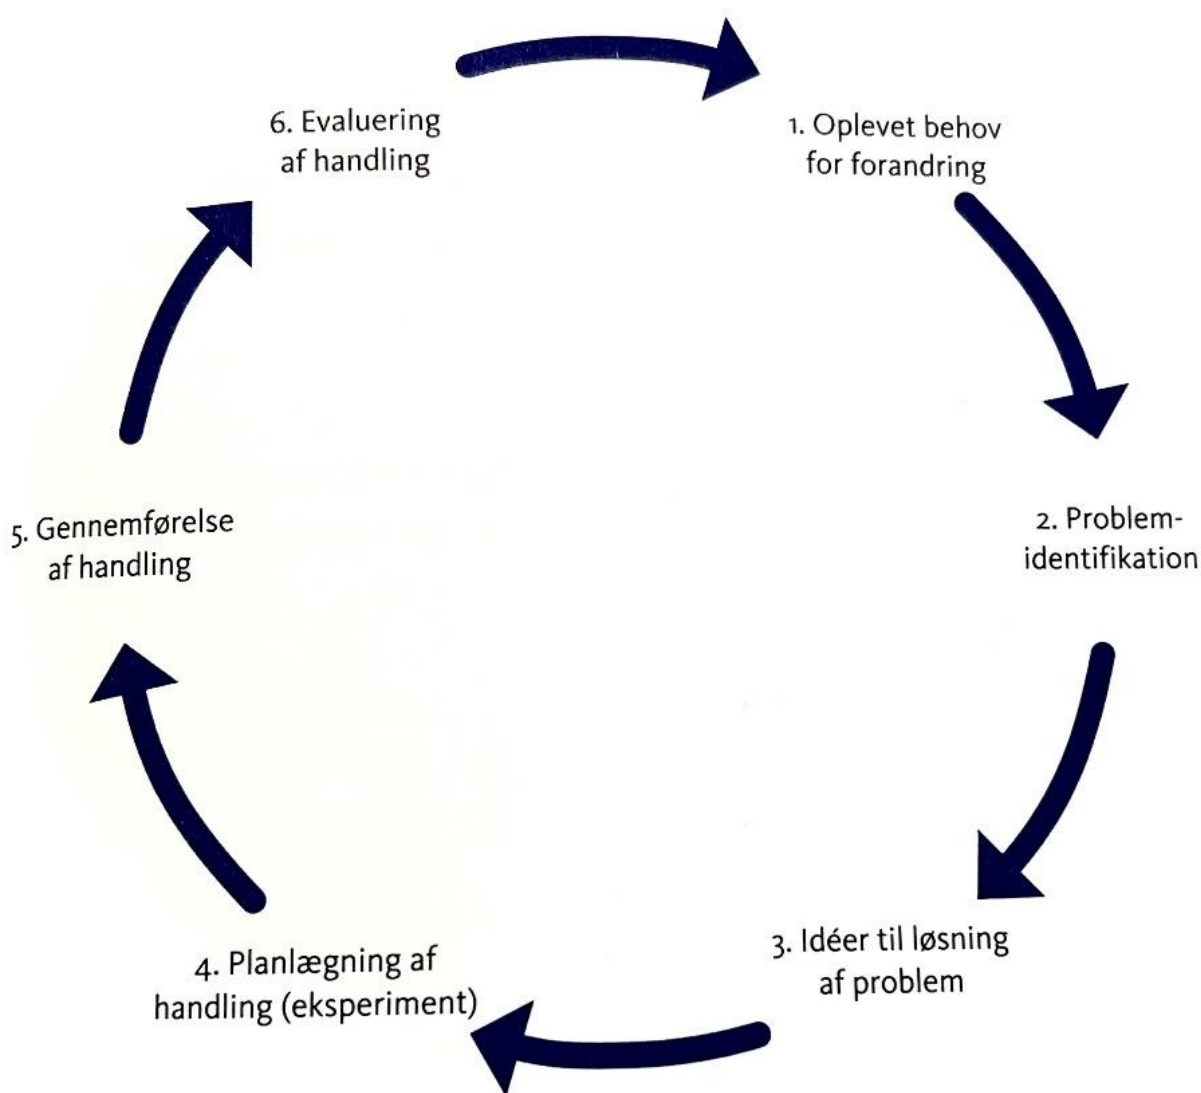 1. Oplevet behov
for forandring
2. Problem-
identifikation
3. Idéer til løsning
af problem
4. Planlægning af
handling (eksperiment)
5. Gennemførelse
af handling
6. Evaluering
af handling